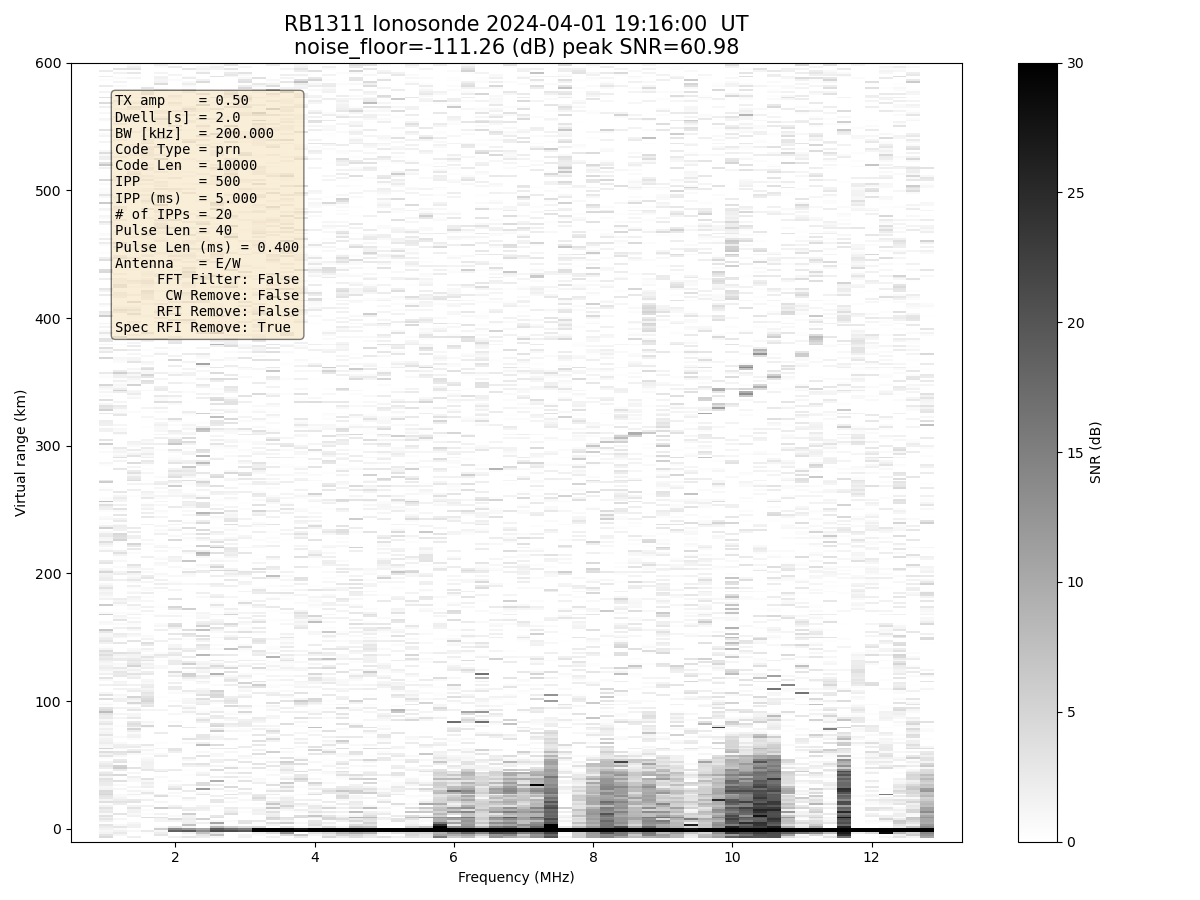 RB1311 Ionosonde 2024-04-01 19:16:00  UT
noise_floor=-111.26 (dB) peak SNR=60.98
TX amp    = 0.50
Dwell [s] = 2.0
BW [kHz]  = 200.000
Code Type = prn
Code Len  = 10000
IPP       = 500
IPP (ms)  = 5.000
# of IPPs = 20
Pulse Len = 40
Pulse Len (ms) = 0.400
Antenna   = E/W
FFT Filter: False
CW Remove: False
RFI Remove: False
Spec RFI Remove: True
600
500
400
300
200
100
0
Virtual range (km)
2
4
6
8
10
12
Frequency (MHz)
30
25
20
15
10
5
0
SNR (dB)